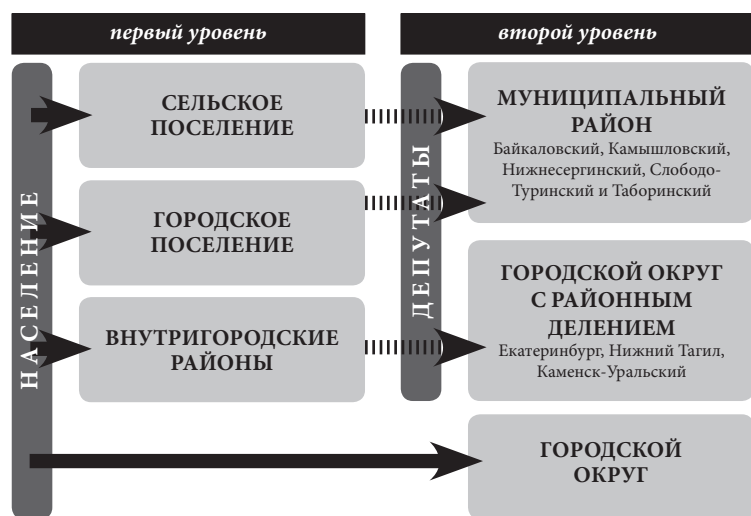 первый уровень
второй уровень
НАСЕЛЕНИЕ
СЕЛЬСКОЕ
ПОСЕЛЕНИЕ
ГОРОДСКОЕ
ПОСЕЛЕНИЕ
ВНУТРИГОРОДСКИЕ
РАЙОНЫ
ДЕПУТАТЫ
МУНИЦИПАЛЬНЫЙ
РАЙОН
Байкаловский, Камышловский,
Нижнесергинский, Слободо-
Туринский и Таборинский
ГОРОДСКОЙ ОКРУГ
С РАЙОННЫМ
ДЕЛЕНИЕМ
Екатеринбург, Нижний Тагил,
Каменск-Уральский
ГОРОДСКОЙ
ОКРУГ